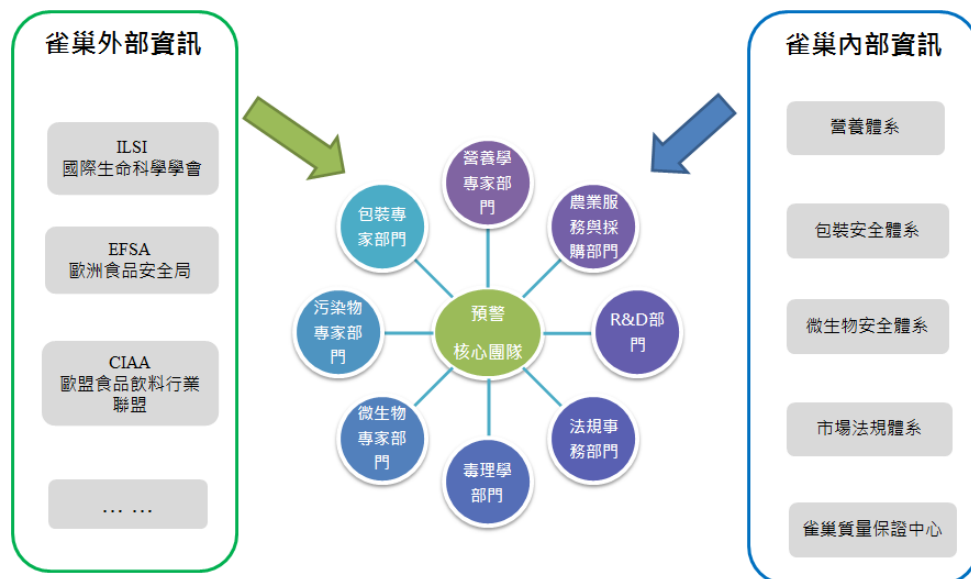 雀巢外部資訊
ILSI
國際生命科學學會
EFSA
歐洲食品安全局
CIAA
歐盟食品飲料行業
聯盟
… …
營養學
專家部
門
包裝專
家部門
農業服
務與採
購部門
污染物
專家部
門
預警
核心團隊
R&D部
門
微生物
專家部
門
法規事
務部門
毒理學
部門
雀巢內部資訊
營養體系
包裝安全體系
微生物安全體系
市場法規體系
雀巢質量保證中心